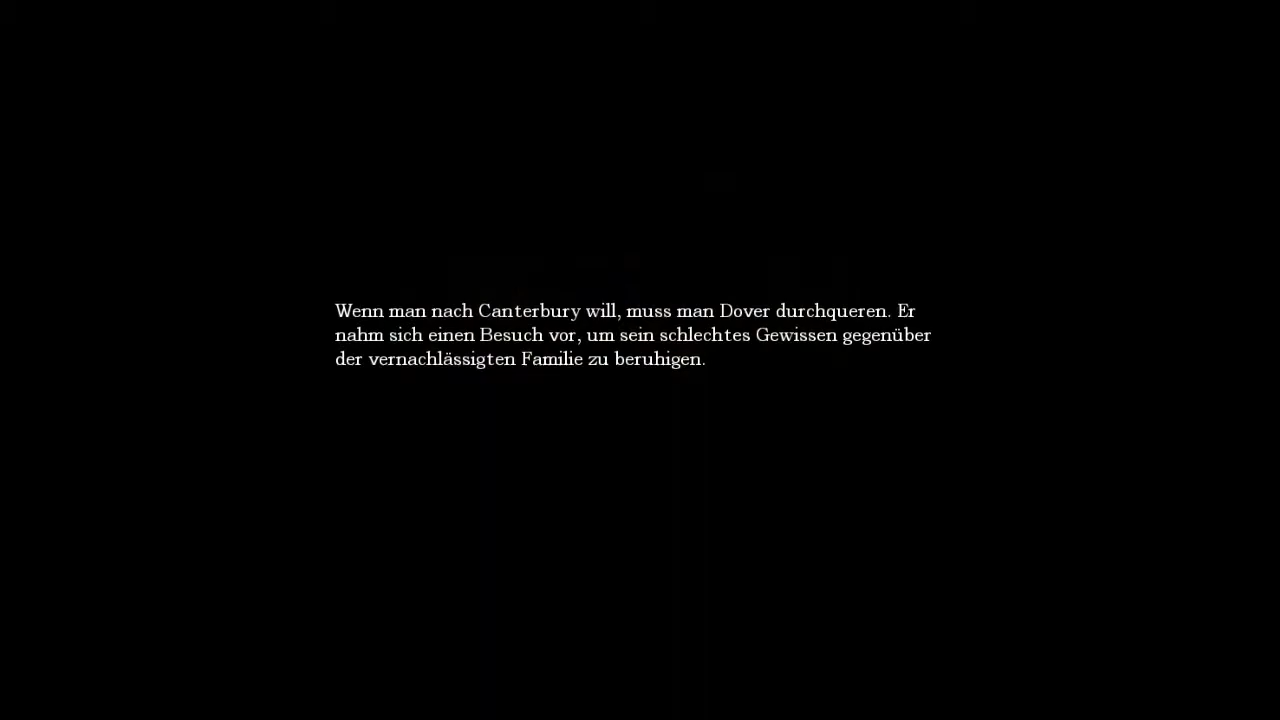 Wenn man nach Canterbury will, muss man Dover durchqueren. Er
nahm sich einen Besuch vor, um sein schlechtes Gewissen gegenüber
der vernachlässigten Familie zu beruhigen.